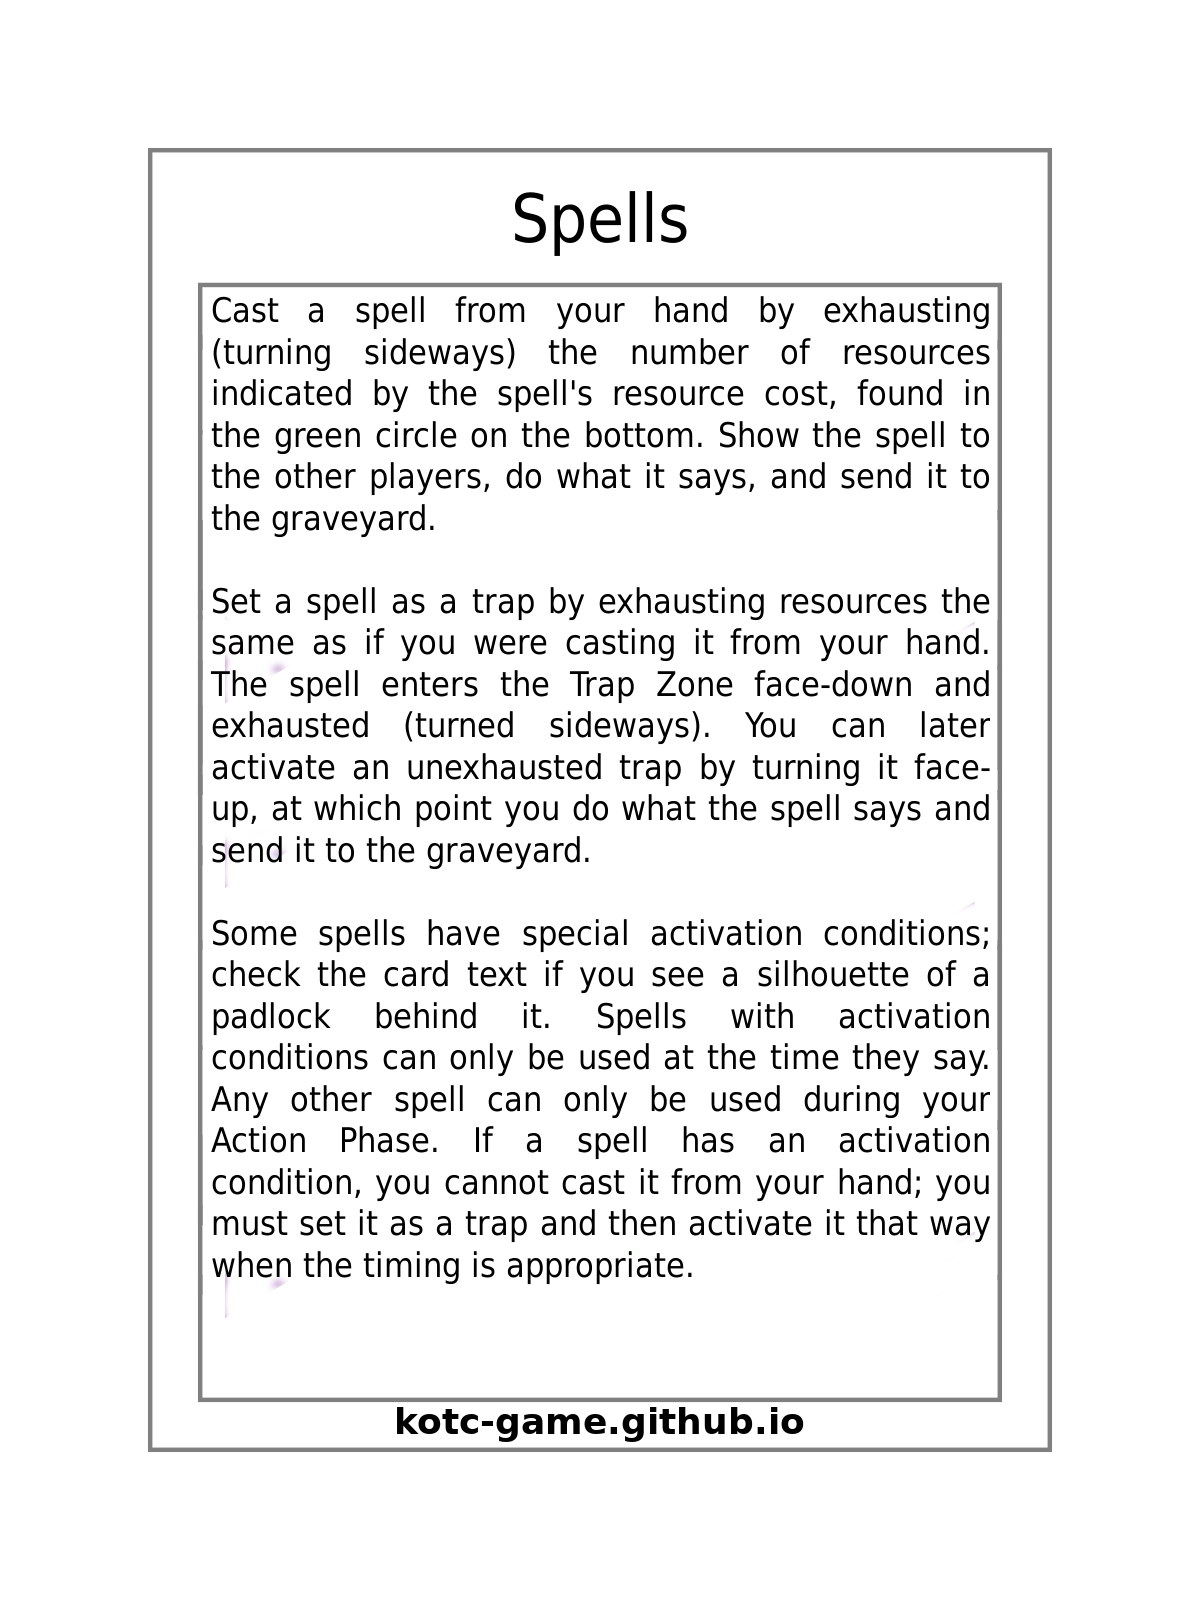 Spells
Cast a spell from your hand by exhausting
(turning sideways) the number of resources
indicated by the spell's resource cost, found in
the green circle on the bottom. Show the spell to
the other players, do what it says, and send it to
the graveyard.
Set a spell as a trap by exhausting resources the
same as if you were casting it from your hand.
The spell enters the Trap Zone face-down and
exhausted (turned sideways). You can later
activate an unexhausted trap by turning it face-
up, at which point you do what the spell says and
send it to the graveyard.
Some spells have special activation conditions;
check the card text if you see a silhouette of a
padlock behind it. Spells with activation
conditions can only be used at the time they say.
Any other spell can only be used during your
Action Phase. If a spell has an activation
condition, you cannot cast it from your hand; you
must set it as a trap and then activate it that way
when the timing is appropriate.
kotc-game.github.io